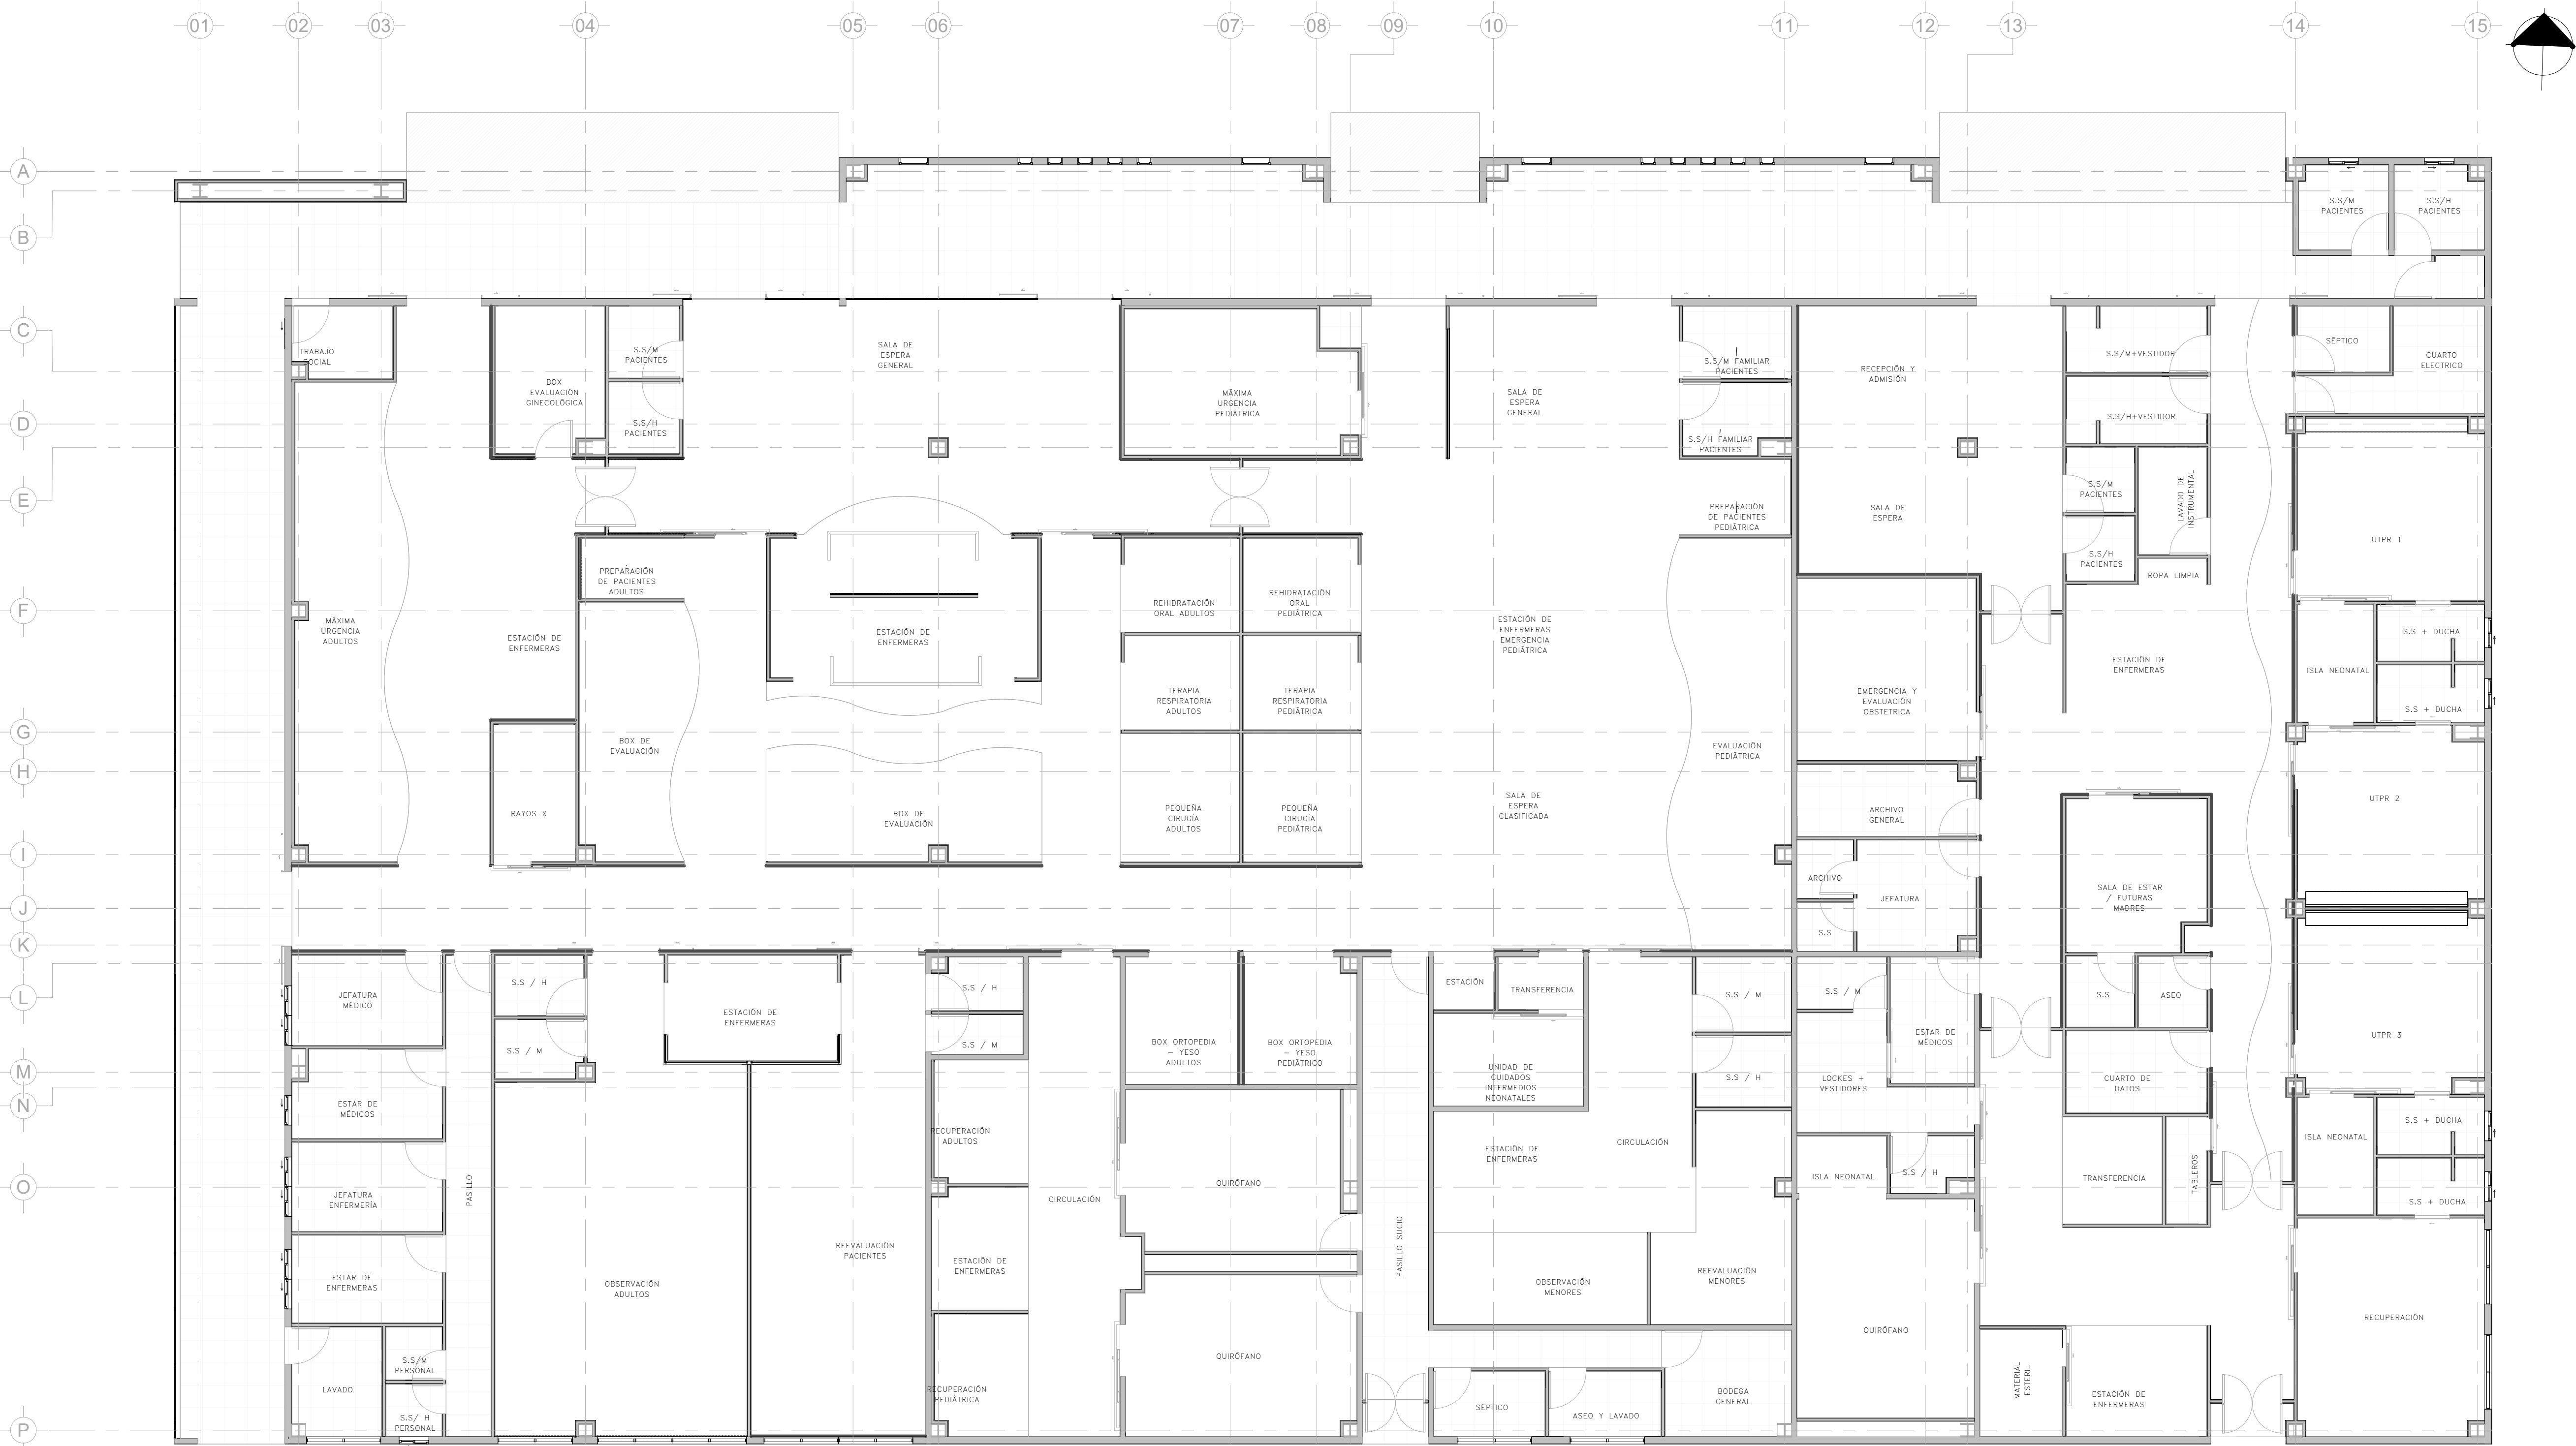 01 02 03 04 05 06 07 08 09 10 11 12 13 14 15
A
B
C
D
E
F
G
H
I
J
K
L
M
N
O
P
S.S/M
PACIENTES
S.S/H
PACIENTES
TRABAJO
SOCIAL
BOX
EVALUACIÓN
GINECOLÓGICA
S.S/M
PACIENTES
S.S/H
PACIENTES
SALA DE
ESPERA
GENERAL
MÁXIMA
URGENCIA
PEDIÁTRICA
SALA DE
ESPERA
GENERAL
S.S/M FAMILIAR
PACIENTES
S.S/H FAMILIAR
PACIENTES
PREPARACIÓN
DE PACIENTES
PEDIÁTRICA
RECEPCIÓN Y
ADMISIÓN
SALA DE
ESPERA
S.S/M+VESTIDOR
S.S/H+VESTIDOR
S.S/M
PACIENTES
S.S/H
PACIENTES
LAVADO DE
INSTRUMENTAL
ROPA LIMPIA
SÉPTICO
CUARTO
ELECTRICO
UTPR 1
MÁXIMA
URGENCIA
ADULTOS
ESTACIÓN DE
ENFERMERAS
PREPARACIÓN
DE PACIENTES
ADULTOS
BOX DE
EVALUACIÓN
RAYOS X
ESTACIÓN DE
ENFERMERAS
BOX DE
EVALUACIÓN
REHIDRATACIÓN
ORAL ADULTOS
REHIDRATACIÓN
ORAL
PEDIÁTRICA
TERAPIA
RESPIRATORIA
ADULTOS
TERAPIA
RESPIRATORIA
PEDIÁTRICA
PEQUEÑA
CIRUGÍA
ADULTOS
PEQUEÑA
CIRUGÍA
PEDIÁTRICA
ESTACIÓN DE
ENFERMERAS
EMERGENCIA
PEDIÁTRICA
EVALUACIÓN
PEDIÁTRICA
SALA DE
ESPERA
CLASIFICADA
EMERGENCIA Y
EVALUACIÓN
OBSTETRICA
ARCHIVO
GENERAL
ARCHIVO
JEFATURA
S.S
ESTACIÓN DE
ENFERMERAS
SALA DE ESTAR
/ FUTURAS
MADRES
S.S
ASEO
ISLA NEONATAL
S.S + DUCHA
S.S + DUCHA
UTPR 2
UTPR 3
JEFATURA
MÉDICO
ESTAR DE
MÉDICOS
JEFATURA
ENFERMERÍA
ESTAR DE
ENFERMERAS
LAVADO
S.S/M
PERSONAL
S.S/ H
PERSONAL
PASILLO
S.S / H
S.S / M
OBSERVACIÓN
ADULTOS
ESTACIÓN DE
ENFERMERAS
REEVALUACIÓN
PACIENTES
S.S / H
S.S / M
RECUPERACIÓN
ADULTOS
ESTACIÓN DE
ENFERMERAS
RECUPERACIÓN
PEDIÁTRICA
CIRCULACIÓN
BOX ORTOPEDIA
– YESO
ADULTOS
BOX ORTOPEDIA
– YESO
PEDIÁTRICO
QUIRÓFANO
QUIRÓFANO
PASILLO SUCIO
ESTACIÓN
TRANSFERENCIA
UNIDAD DE
CUIDADOS
INTERMEDIOS
NEONATALES
S.S / M
S.S / H
ESTACIÓN DE
ENFERMERAS
CIRCULACIÓN
OBSERVACIÓN
MENORES
REEVALUACIÓN
MENORES
SÉPTICO
ASEO Y LAVADO
BODEGA
GENERAL
S.S / M
LOCKES +
VESTIDORES
ESTAR DE
MÉDICOS
ISLA NEONATAL
S.S / H
QUIRÓFANO
CUARTO DE
DATOS
TRANSFERENCIA
TABLEROS
MATERIAL
ESTERIL
ESTACIÓN DE
ENFERMERAS
ISLA NEONATAL
S.S + DUCHA
S.S + DUCHA
RECUPERACIÓN